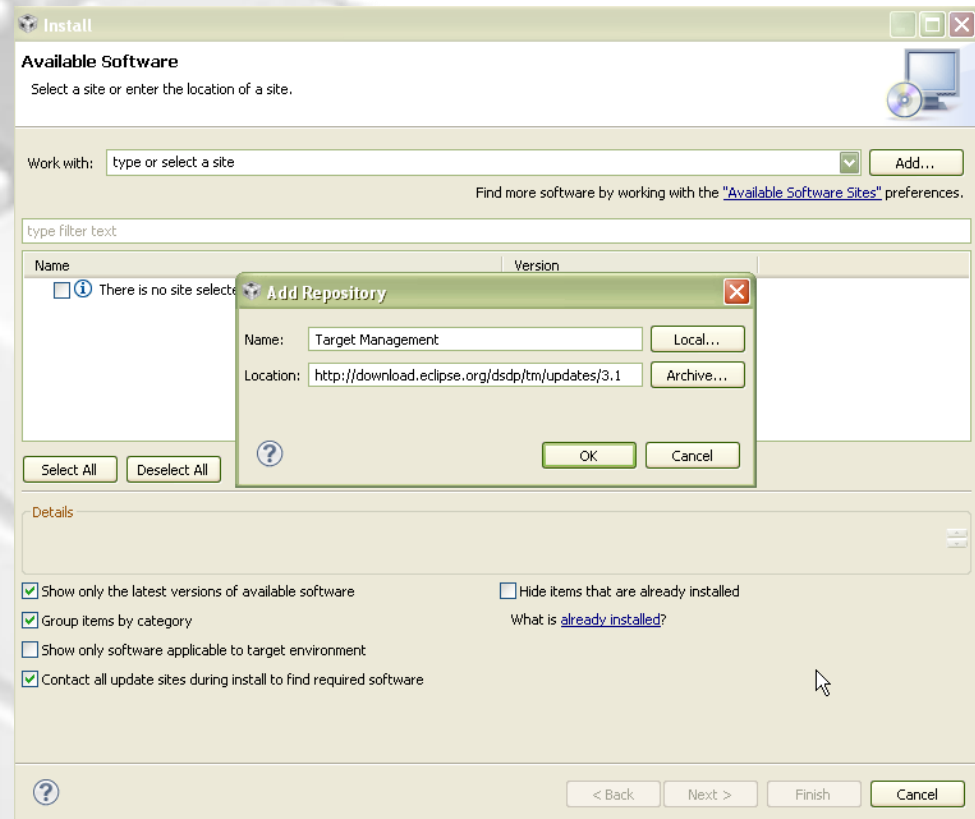 Install
Available Software
Select a site or enter the location of a site.
Work with: type or select a site Add...
Find more software by working with the "Available Software Sites" preferences.
type filter text
Name Version
There is no site selecte
Add Repository
Name: Target Management Local...
Location: http://download.eclipse.org/dsdp/tm/updates/3.1 Archive...
OK Cancel
Select All Deselect All
Details
Show only the latest versions of available software Hide items that are already installed
Group items by category What is already installed?
Show only software applicable to target environment
Contact all update sites during install to find required software
< Back Next > Finish Cancel